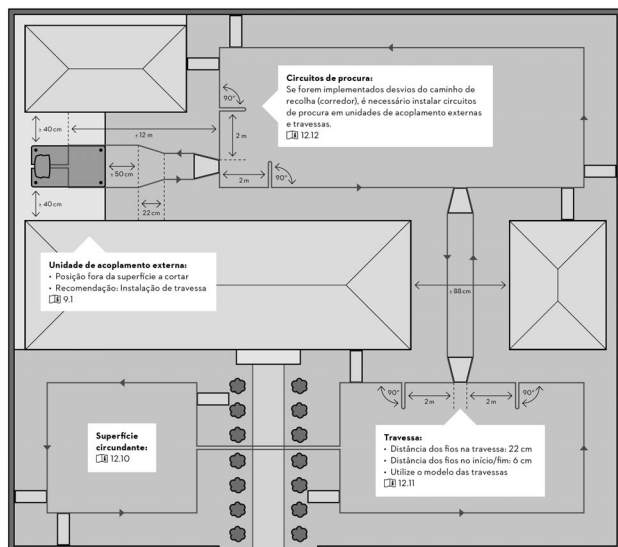 Circuitos de procura:
Se forem implementados desvios do caminho de
recolha (corredor), é necessário instalar circuitos
de procura em unidades de acoplamento externas
e travessas.
12.12
90°
≥ 40 cm
≤ 12 m
2 m
≥ 50 cm
2 m
90°
≥ 40 cm
22 cm
Unidade de acoplamento externa:
• Posição fora da superfície a cortar
• Recomendação: Instalação de travessa
9.1
≥ 88 cm
90°
2 m
2 m
90°
Superfície
circundante:
12.10
Travessa:
• Distância dos fios na travessa: 22 cm
• Distância dos fios no início/fim: 6 cm
• Utilize o modelo das travessas
12.11